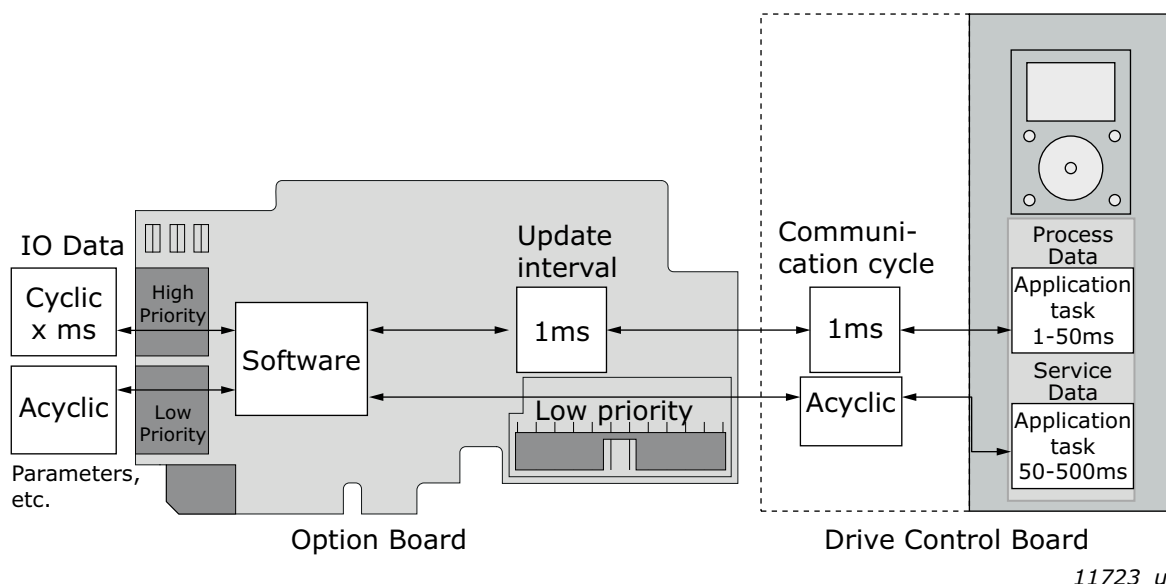 IO Data
Cyclic
x ms
High
Priority
Acyclic
Low
Priority
Parameters,
etc.
Software
Update
interval
1ms
Low priority
Communi-
cation cycle
1ms
Acyclic
Process
Data
Application
task
1-50ms
Service
Data
Application
task
50-500ms
Option Board
Drive Control Board
11723_u